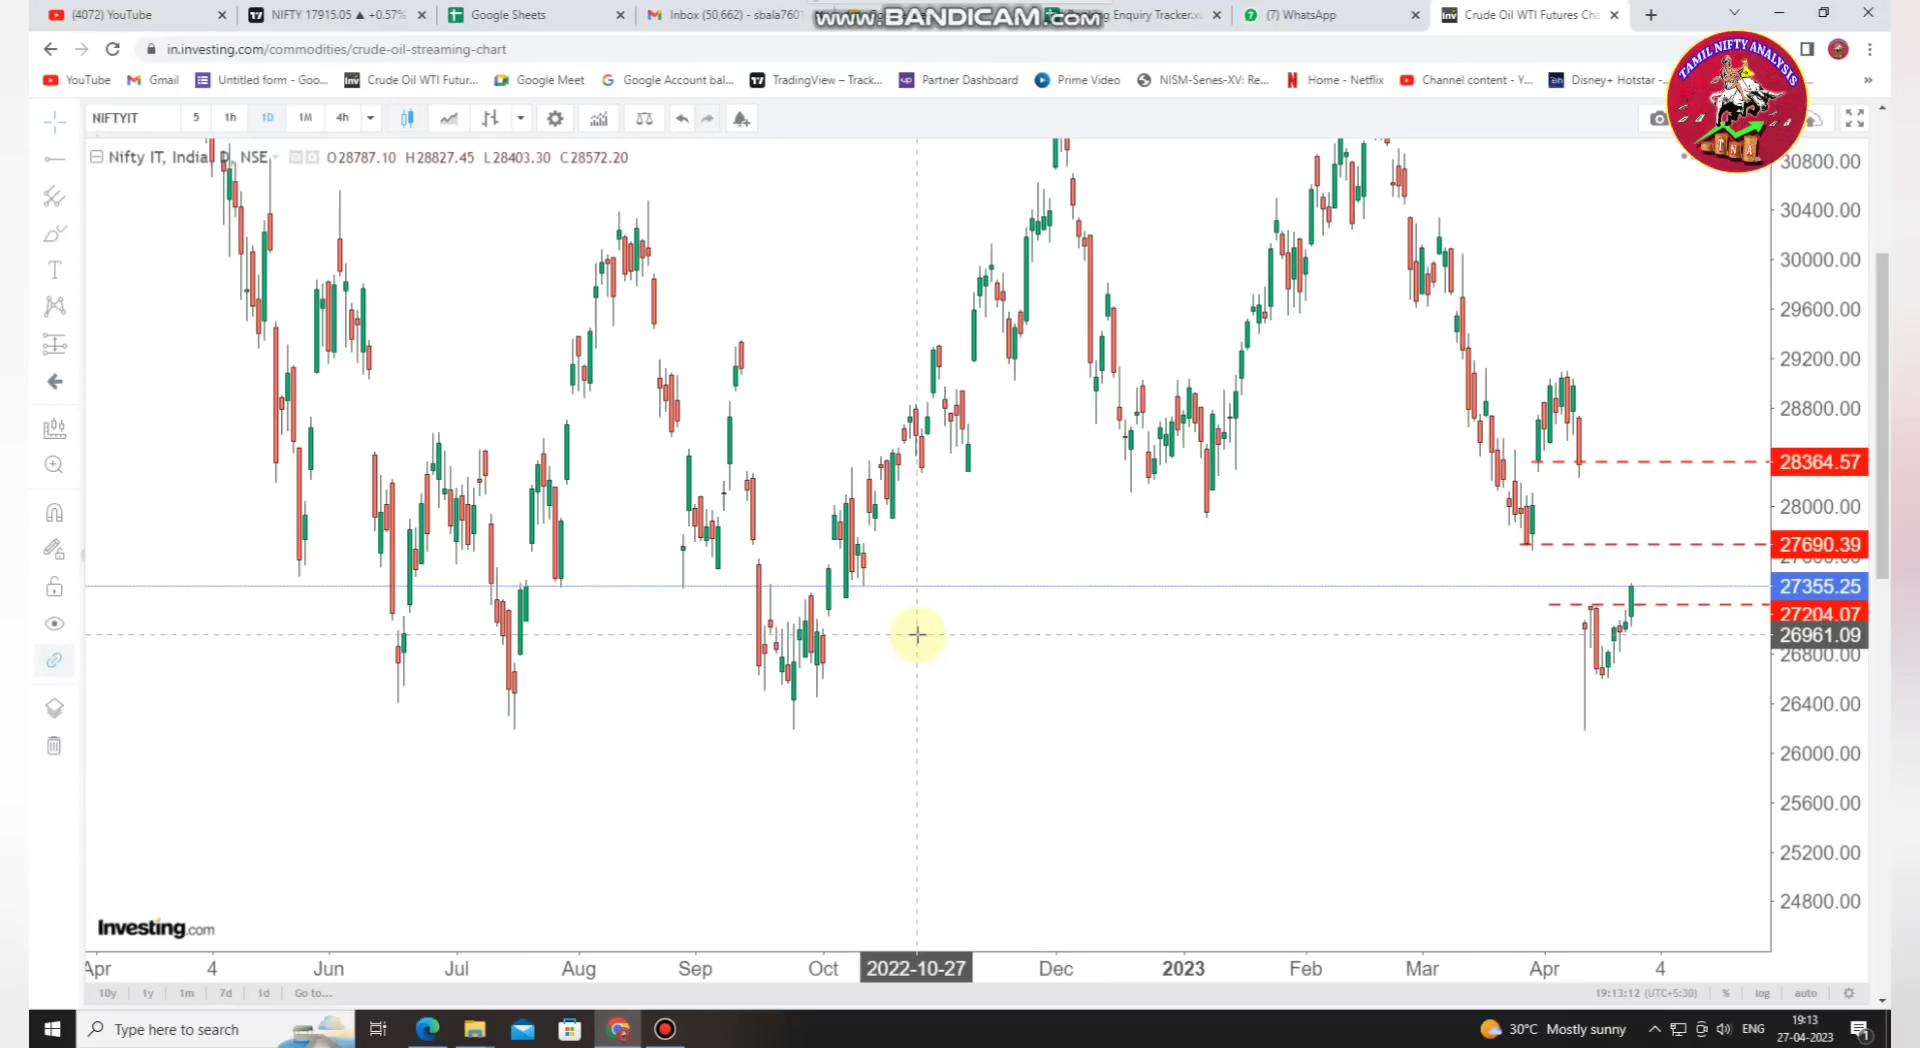 (4072) YouTube
NIFTY 17915.05 ▲ +0.57%
Google Sheets
Inbox (50,662) - sbala7601
www.BANDICAM.com
Enquiry Tracker.x
(7) WhatsApp
Crude Oil WTI Futures Cha
in.investing.com/commodities/crude-oil-streaming-chart
YouTube
Gmail
Untitled form - Goo...
Crude Oil WTI Futur...
Google Meet
Google Account bal...
TradingView – Track...
Partner Dashboard
Prime Video
NISM-Series-XV: Re...
Home - Netflix
Channel content - Y...
Disney+ Hotstar -
TAMIL NIFTY ANALYSIS
T N A
NIFTYIT 5 1h 1D 1M 4h
Nifty IT, India, D, NSE O28787.10 H28827.45 L28403.30 C28572.20
30800.00
30400.00
30000.00
29600.00
29200.00
28800.00
28364.57
28000.00
27690.39
27600.00
27355.25
27204.07
26961.09
26800.00
26400.00
26000.00
25600.00
25200.00
24800.00
Investing.com
Apr 4 Jun Jul Aug Sep Oct 2022-10-27 Dec 2023 Feb Mar Apr 4
10y 1y 1m 7d 1d Go to...
19:13:12 (UTC+5:30) % log auto
Type here to search
30°C Mostly sunny
ENG
19:13
27-04-2023
1